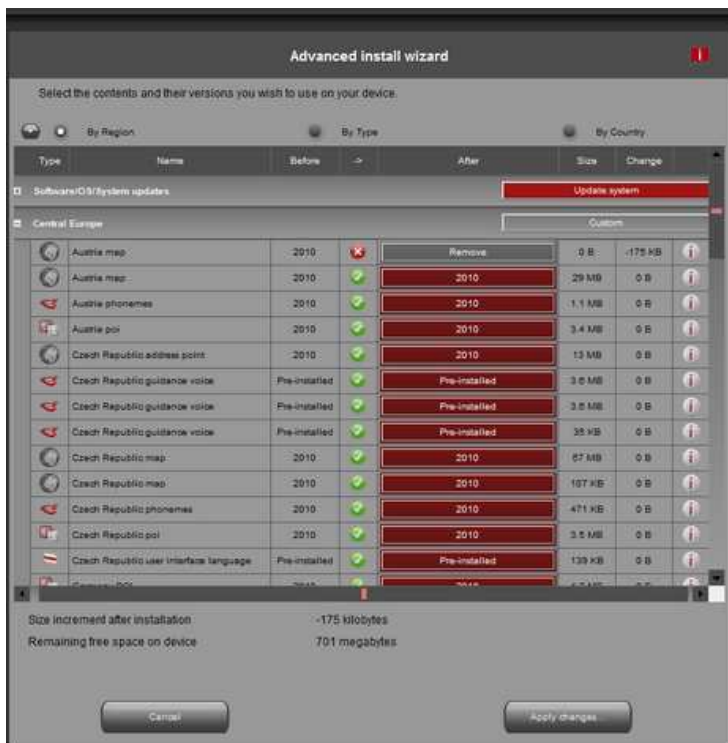 Advanced install wizard
Select the contents and their versions you wish to use on your device.
By Region By Type By Country
Type Name Before -> After Size Change
Software/OS/System updates Update system
Central Europe Custom
Austria map 2010 Remove 0 B -175 KB
Austria map 2010 2010 29 MB 0 B
Austria phonemes 2010 2010 1.1 MB 0 B
Austria poi 2010 2010 3.4 MB 0 B
Czech Republic address point 2010 2010 13 MB 0 B
Czech Republic guidance voice Pre-installed Pre-installed 3.6 MB 0 B
Czech Republic guidance voice Pre-installed Pre-installed 3.8 MB 0 B
Czech Republic guidance voice Pre-installed Pre-installed 35 KB 0 B
Czech Republic map 2010 2010 67 MB 0 B
Czech Republic map 2010 2010 187 KB 0 B
Czech Republic phonemes 2010 2010 471 KB 0 B
Czech Republic poi 2010 2010 3.5 MB 0 B
Czech Republic user interface language Pre-installed Pre-installed 139 KB 0 B
Size increment after installation -175 kilobytes
Remaining free space on device 701 megabytes
Cancel Apply changes...